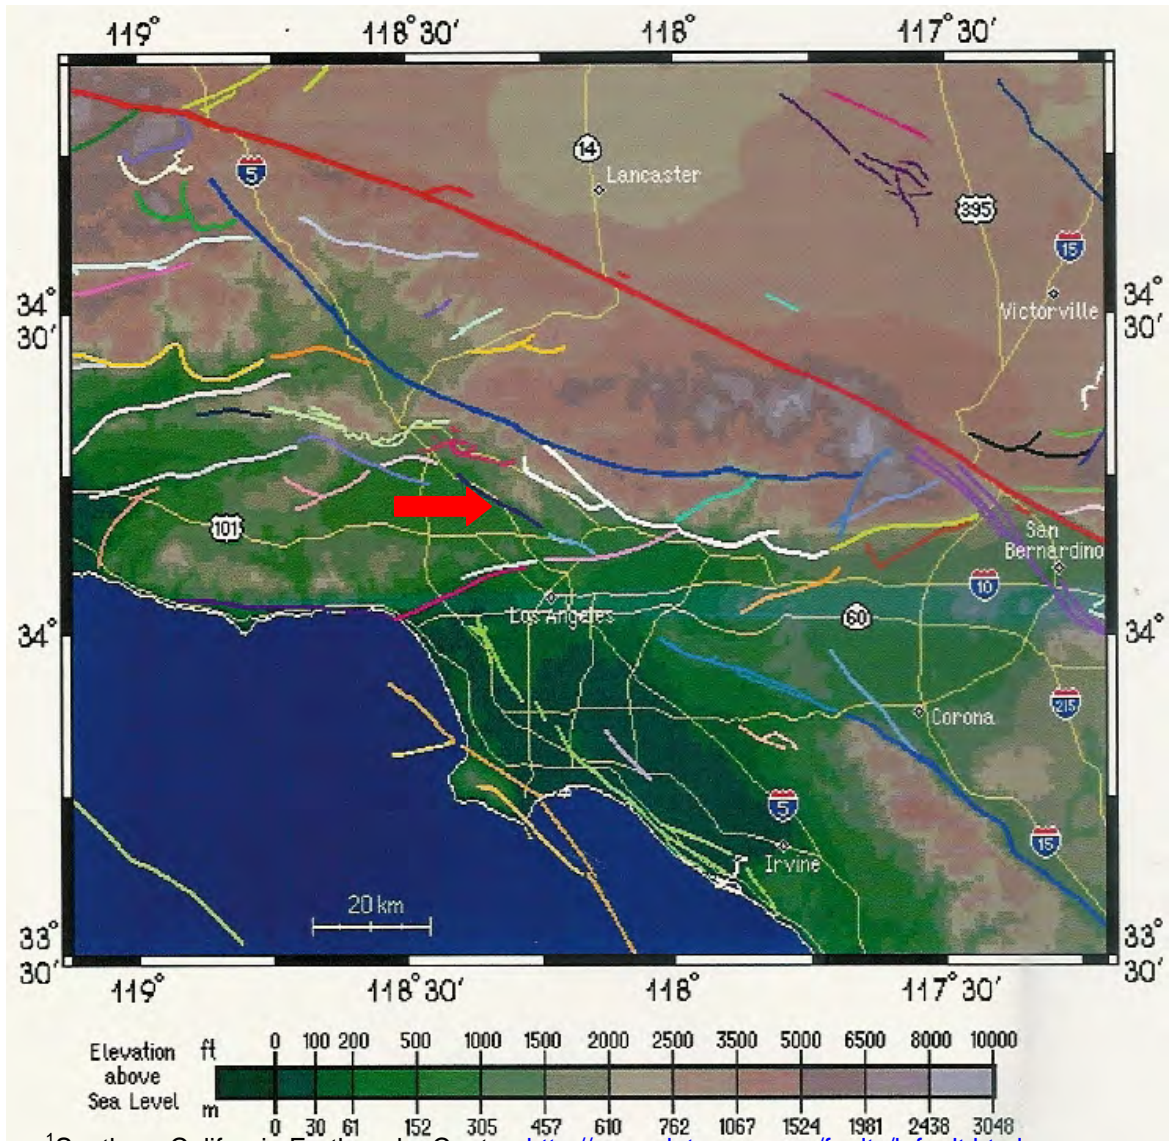 119° 118°30′ 118° 117°30′
14
Lancaster
5
395
15
34°
30′
34°
30′
Victorville
101
San
Bernardino
10
Los Angeles
60
34°
34°
215
Corona
5
15
Irvine
20 km
33°
30′
33°
30′
119° 118°30′ 118° 117°30′
Elevation
above
Sea Level
ft 0 100 200 500 1000 1500 2000 2500 3500 5000 6500 8000 10000
m 0 30 61 152 305 457 610 762 1067 1524 1981 2438 3048